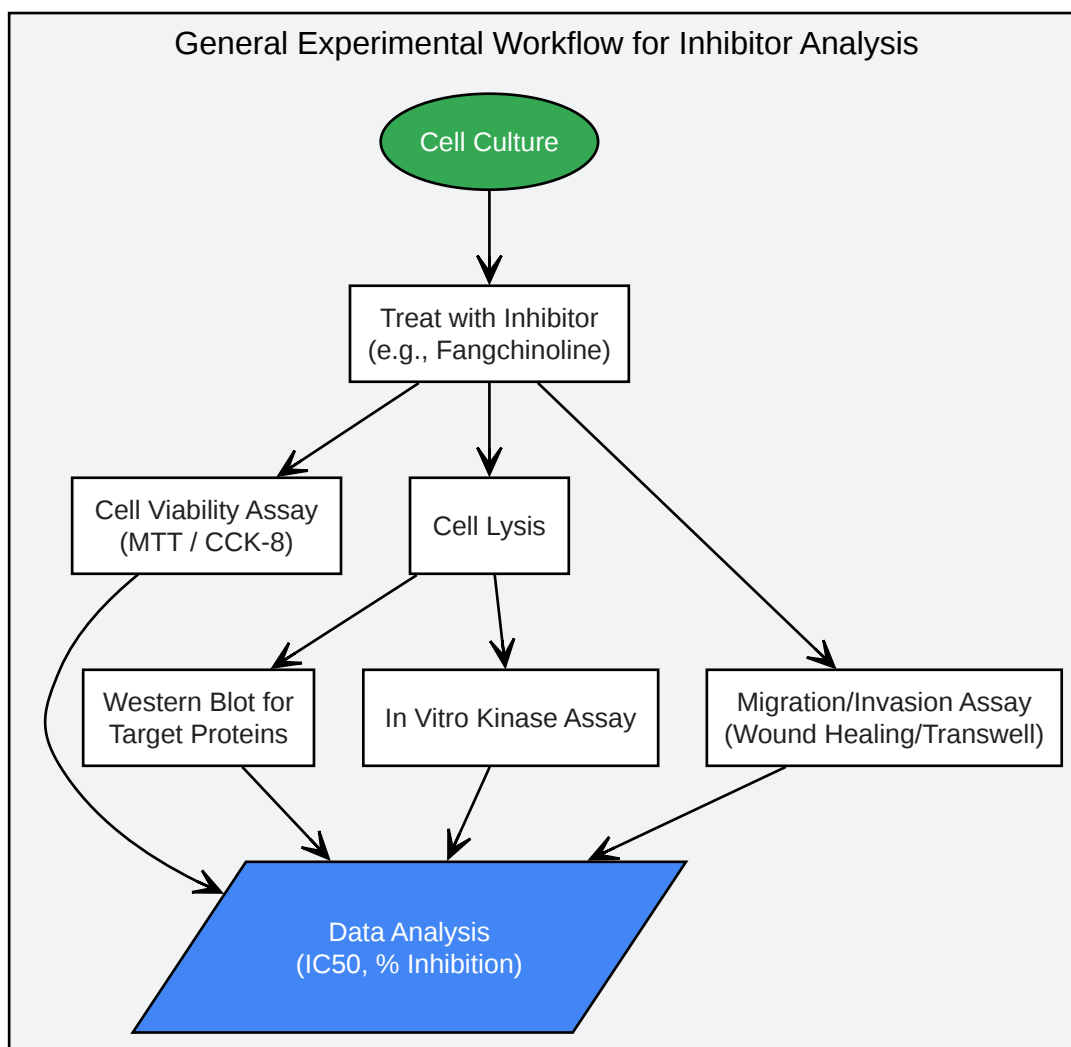 General Experimental Workflow for Inhibitor Analysis
Cell Culture
Treat with Inhibitor
(e.g., Fangchinoline)
Cell Viability Assay
(MTT / CCK-8)
Cell Lysis
Western Blot for
Target Proteins
In Vitro Kinase Assay
Migration/Invasion Assay
(Wound Healing/Transwell)
Data Analysis
(IC50, % Inhibition)